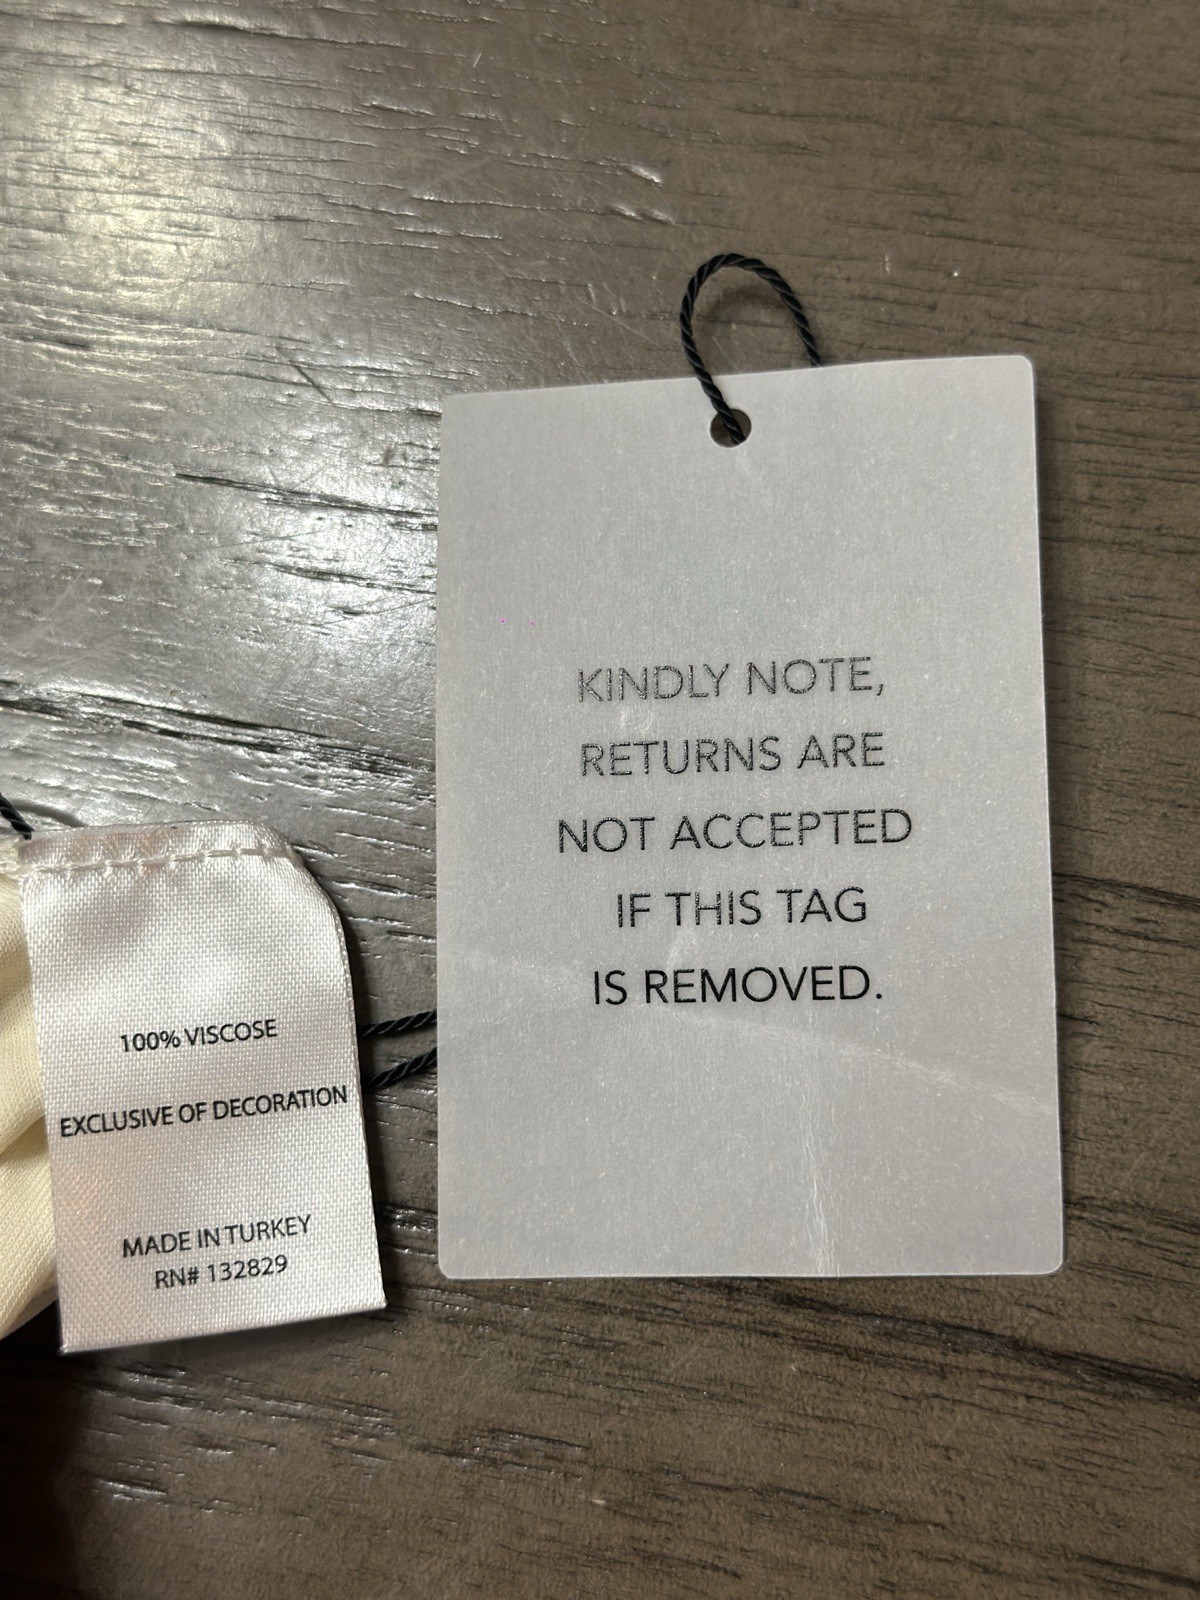 KINDLY NOTE,
RETURNS ARE
NOT ACCEPTED
IF THIS TAG
IS REMOVED.
100% VISCOSE
EXCLUSIVE OF DECORATION
MADE IN TURKEY
RN# 132829